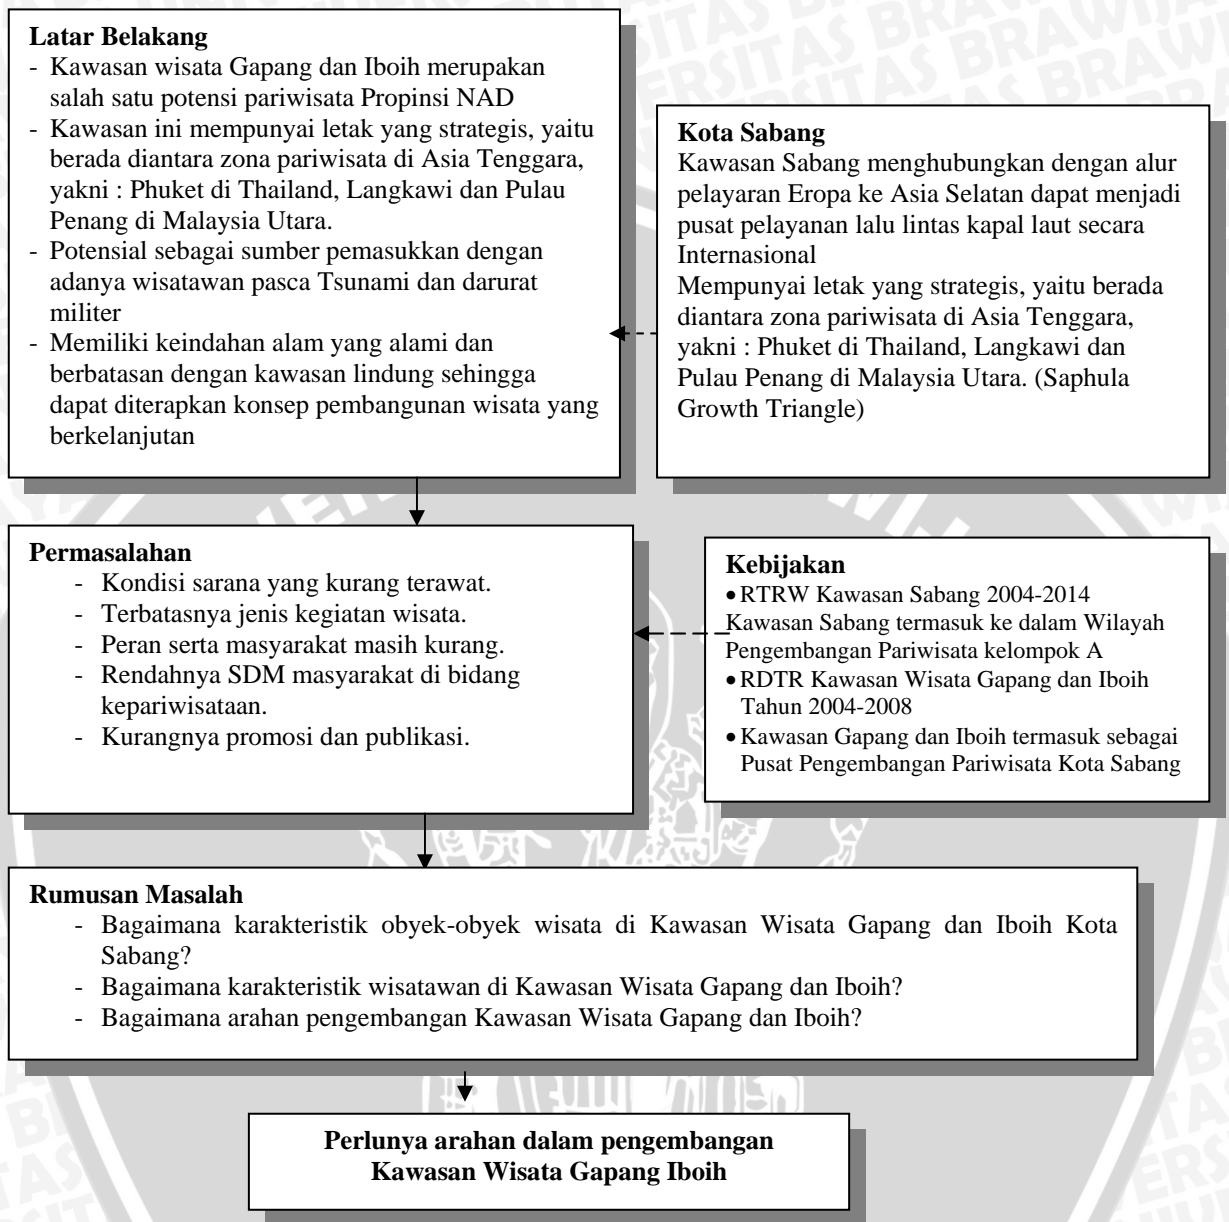 Latar Belakang
- Kawasan wisata Gapang dan Iboih merupakan
salah satu potensi pariwisata Propinsi NAD
- Kawasan ini mempunyai letak yang strategis, yaitu
berada diantara zona pariwisata di Asia Tenggara,
yakni : Phuket di Thailand, Langkawi dan Pulau
Penang di Malaysia Utara.
- Potensial sebagai sumber pemasukkan dengan
adanya wisatawan pasca Tsunami dan darurat
militer
- Memiliki keindahan alam yang alami dan
berbatasan dengan kawasan lindung sehingga
dapat diterapkan konsep pembangunan wisata yang
berkelanjutan
Kota Sabang
Kawasan Sabang menghubungkan dengan alur
pelayaran Eropa ke Asia Selatan dapat menjadi
pusat pelayanan lalu lintas kapal laut secara
Internasional
Mempunyai letak yang strategis, yaitu berada
diantara zona pariwisata di Asia Tenggara,
yakni : Phuket di Thailand, Langkawi dan
Pulau Penang di Malaysia Utara. (Saphula
Growth Triangle)
Permasalahan
- Kondisi sarana yang kurang terawat.
- Terbatasnya jenis kegiatan wisata.
- Peran serta masyarakat masih kurang.
- Rendahnya SDM masyarakat di bidang
kepariwisataan.
- Kurangnya promosi dan publikasi.
Kebijakan
• RTRW Kawasan Sabang 2004-2014
Kawasan Sabang termasuk ke dalam Wilayah
Pengembangan Pariwisata kelompok A
• RDTR Kawasan Wisata Gapang dan Iboih
Tahun 2004-2008
• Kawasan Gapang dan Iboih termasuk sebagai
Pusat Pengembangan Pariwisata Kota Sabang
Rumusan Masalah
- Bagaimana karakteristik obyek-obyek wisata di Kawasan Wisata Gapang dan Iboih Kota
Sabang?
- Bagaimana karakteristik wisatawan di Kawasan Wisata Gapang dan Iboih?
- Bagaimana arahan pengembangan Kawasan Wisata Gapang dan Iboih?
Perlunya arahan dalam pengembangan
Kawasan Wisata Gapang Iboih